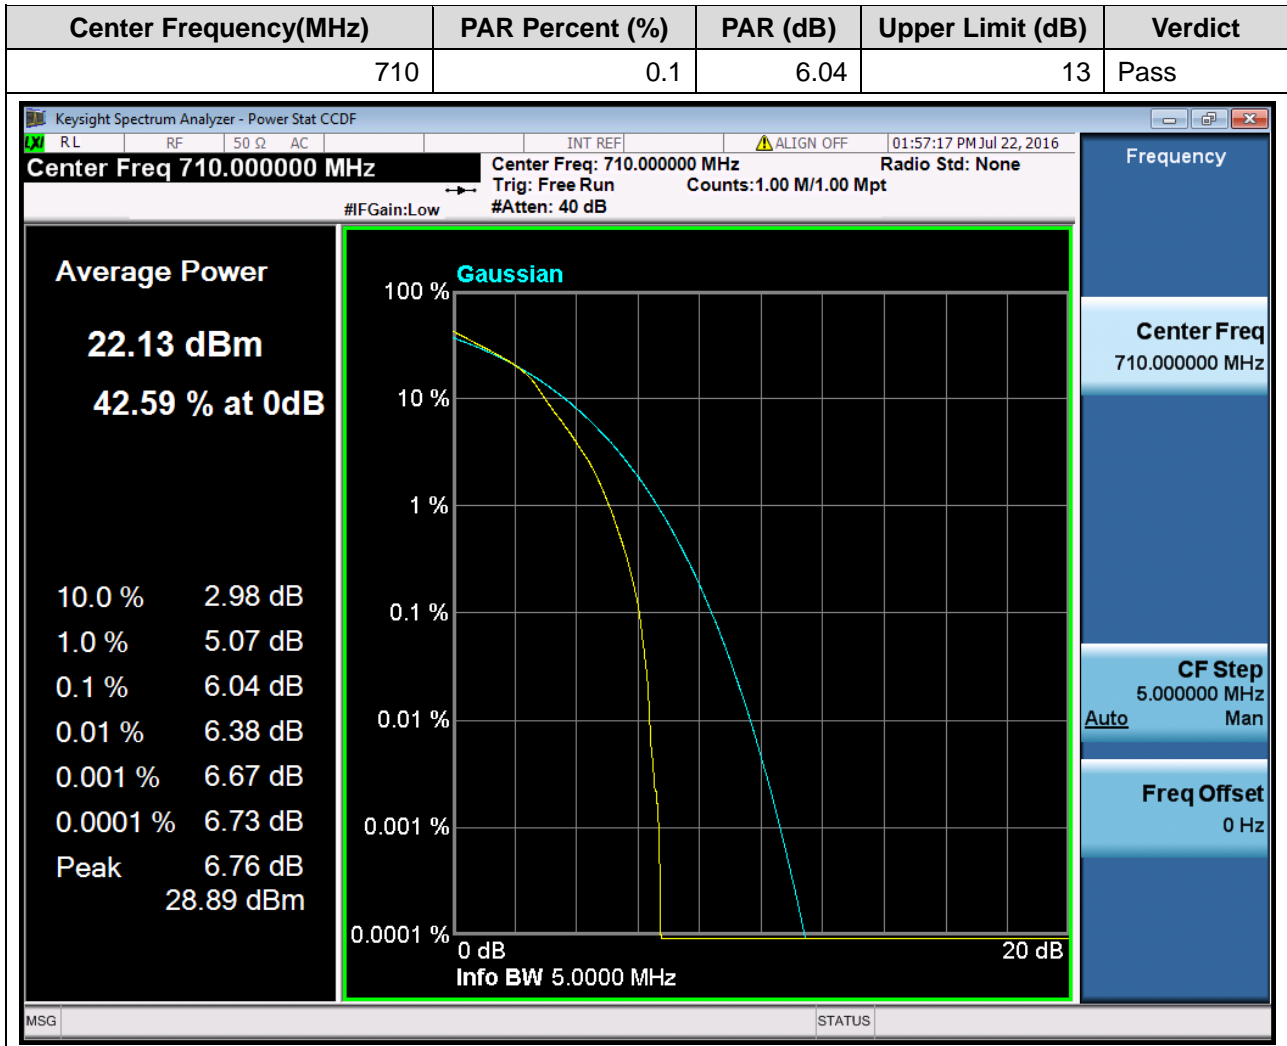 Center Frequency(MHz) PAR Percent (%) PAR (dB) Upper Limit (dB) Verdict
710 0.1 6.04 13 Pass
Keysight Spectrum Analyzer - Power Stat CCDF
LXI RL RF 50 Ω AC INT REF ALIGN OFF 01:57:17 PM Jul 22, 2016
Center Freq 710.000000 MHz
Center Freq: 710.000000 MHz Radio Std: None
Trig: Free Run Counts:1.00 M/1.00 Mpt
#IFGain:Low #Atten: 40 dB
Average Power
22.13 dBm
42.59 % at 0dB
10.0 % 2.98 dB
1.0 % 5.07 dB
0.1 % 6.04 dB
0.01 % 6.38 dB
0.001 % 6.67 dB
0.0001 % 6.73 dB
Peak 6.76 dB
28.89 dBm
Gaussian
100 %
10 %
1 %
0.1 %
0.01 %
0.001 %
0.0001 %
0 dB 20 dB
Info BW 5.0000 MHz
Frequency
Center Freq
710.000000 MHz
CF Step
5.000000 MHz
Auto Man
Freq Offset
0 Hz
MSG STATUS